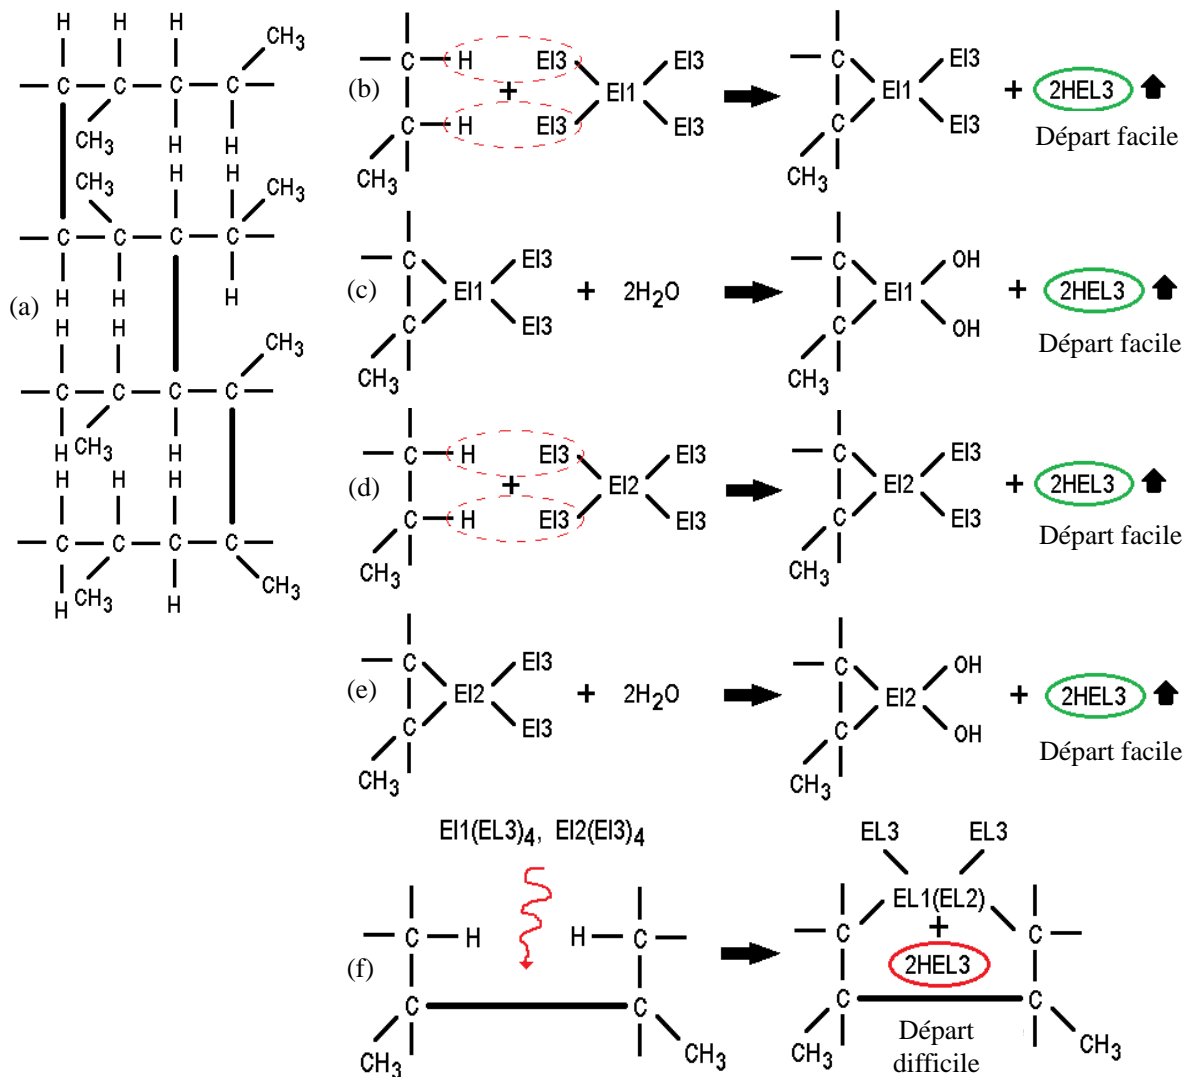 H H H H CH₃
C C C C
CH₃ H H
CH₃ H H CH₃
C C C C
H H H
(a)
H H CH₃
C C C C
H CH₃ H
H H H
C C C C
H CH₃ H CH₃
(b)
C H El3 El3 C El3
+ El1 El1 + 2HEL3
C H El3 El3 C El3
CH₃ CH₃ Départ facile
(c)
C El3 C OH
El1 + 2H₂O El1 + 2HEL3
C El3 C OH
CH₃ CH₃ Départ facile
(d)
C H El3 El3 C El3
+ El2 El2 + 2HEL3
C H El3 El3 C El3
CH₃ CH₃ Départ facile
(e)
C El3 C OH
El2 + 2H₂O El2 + 2HEL3
C El3 C OH
CH₃ CH₃ Départ facile
El1(EL3)₄, El2(El3)₄ EL3 EL3
EL1(EL2)
C H H C C + C
(f) 2HEL3
C C C C
CH₃ CH₃ CH₃ CH₃
Départ
difficile